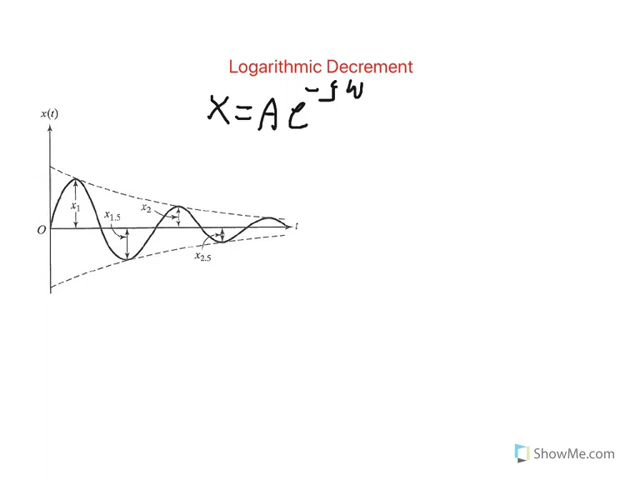 Logarithmic Decrement
X = A e^{-ζω}
x(t)
x₁
x₁.₅
x₂
O
t
x₂.₅
ShowMe.com